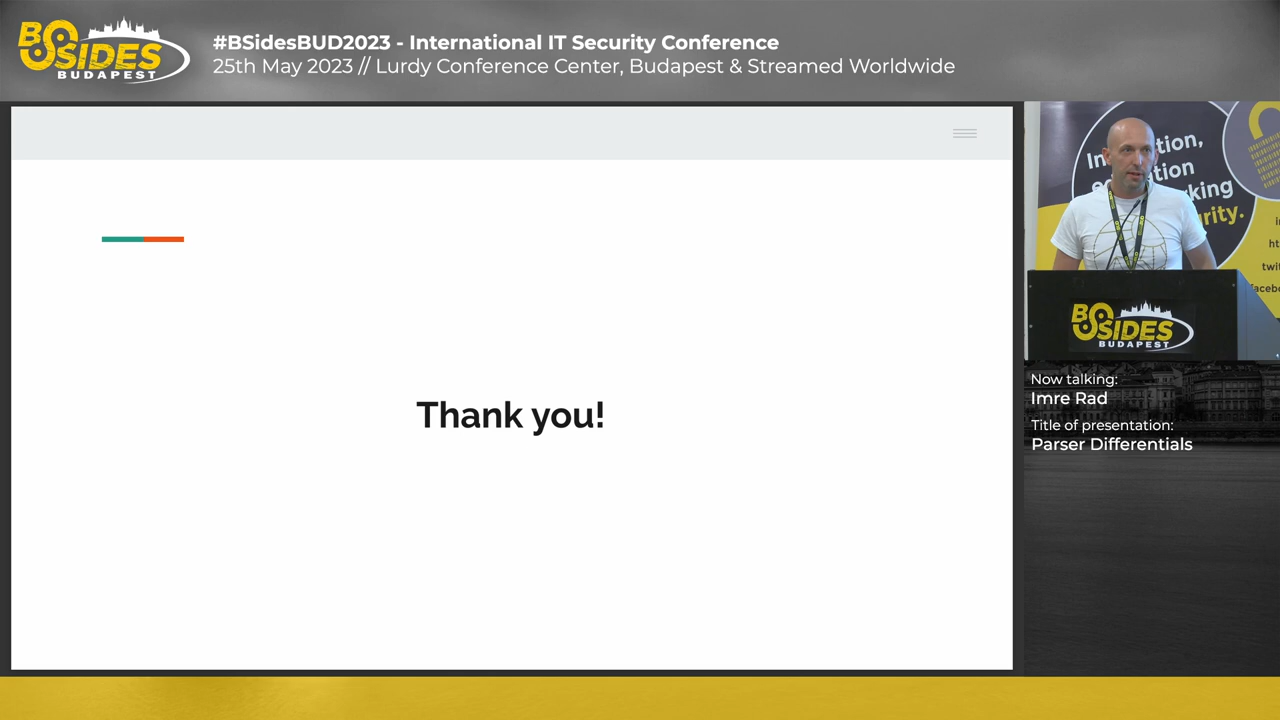 BSIDES
BUDAPEST
#BSidesBUD2023 - International IT Security Conference
25th May 2023 // Lurdy Conference Center, Budapest & Streamed Worldwide
Thank you!
BSIDES
BUDAPEST
Now talking:
Imre Rad
Title of presentation:
Parser Differentials